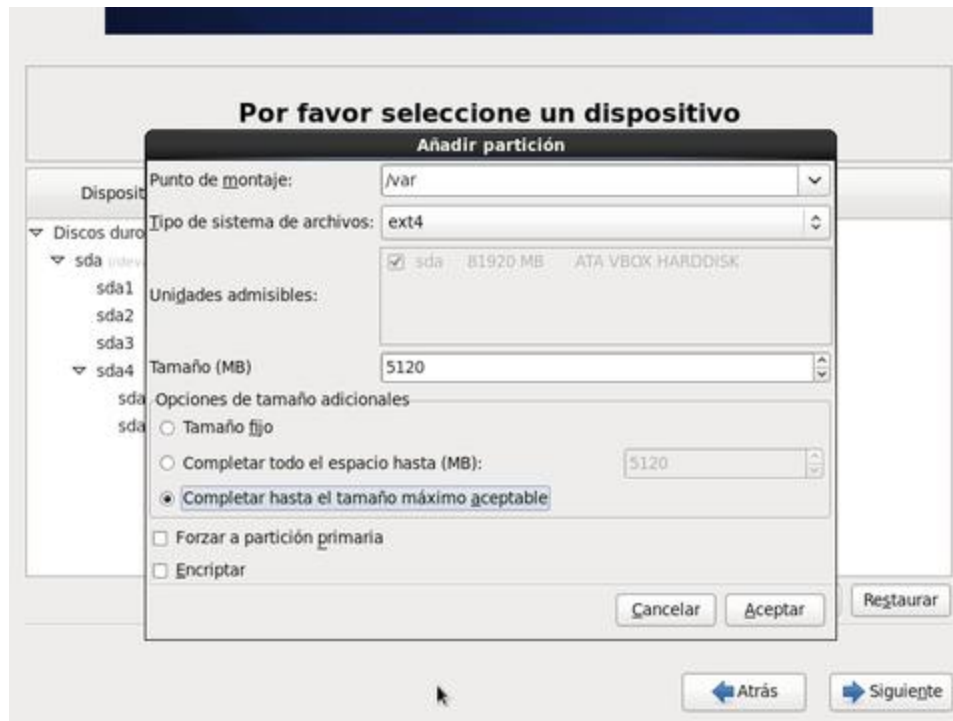 Por favor seleccione un dispositivo
Añadir partición
Disposit
Punto de montaje: /var
Tipo de sistema de archivos: ext4
Discos duro
sda
sda 81920 MB ATA VBOX HARDDISK
sda1
Unidades admisibles:
sda2
sda3
sda4
Tamaño (MB) 5120
sda
Opciones de tamaño adicionales
sda
Tamaño fijo
Completar todo el espacio hasta (MB): 5120
Completar hasta el tamaño máximo aceptable
Forzar a partición primaria
Encriptar
Cancelar Aceptar Restaurar
Atrás Siguiente